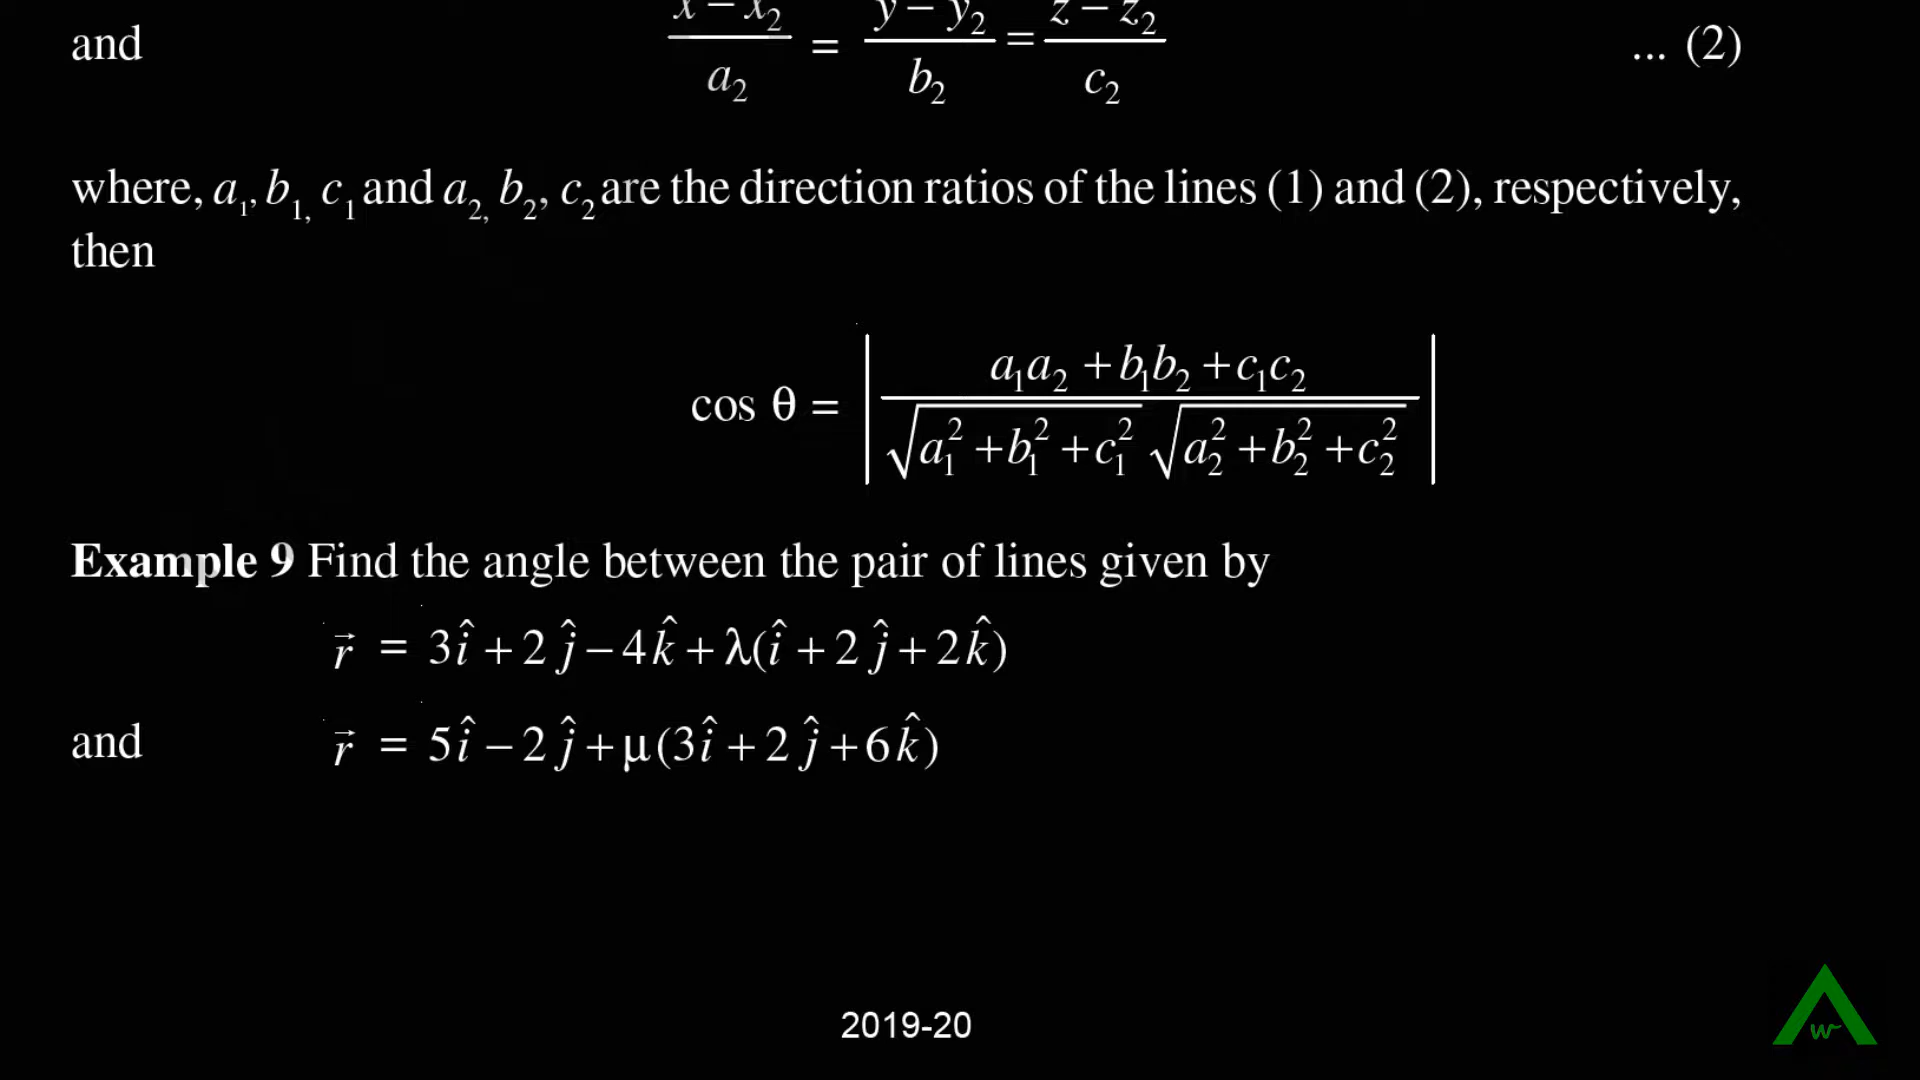 and x − x₂ / a₂ = y − y₂ / b₂ = z − z₂ / c₂ ... (2)
where, a₁, b₁, c₁ and a₂, b₂, c₂ are the direction ratios of the lines (1) and (2), respectively,
then
cos θ = | a₁a₂ + b₁b₂ + c₁c₂ / √(a₁² + b₁² + c₁²) √(a₂² + b₂² + c₂²) |
Example 9 Find the angle between the pair of lines given by
r⃗ = 3î + 2ĵ − 4k̂ + λ(î + 2ĵ + 2k̂)
and r⃗ = 5î − 2ĵ + μ(3î + 2ĵ + 6k̂)
2019-20
w